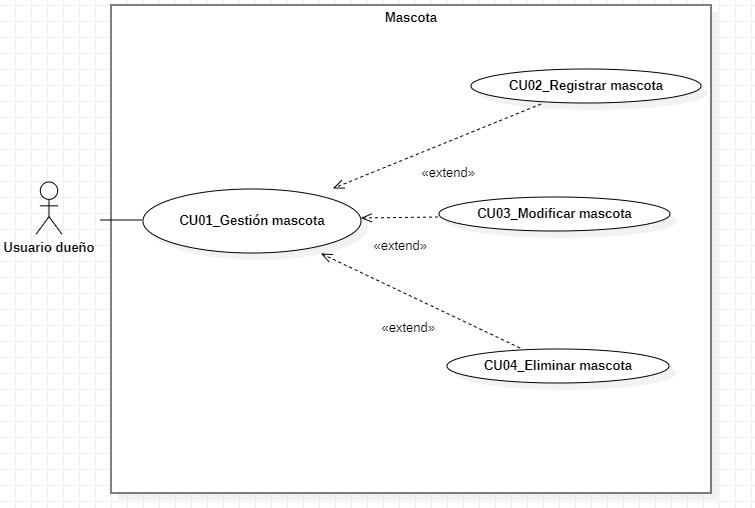 Mascota
CU02_Registrar mascota
«extend»
CU03_Modificar mascota
CU01_Gestión mascota
Usuario dueño
«extend»
«extend»
CU04_Eliminar mascota